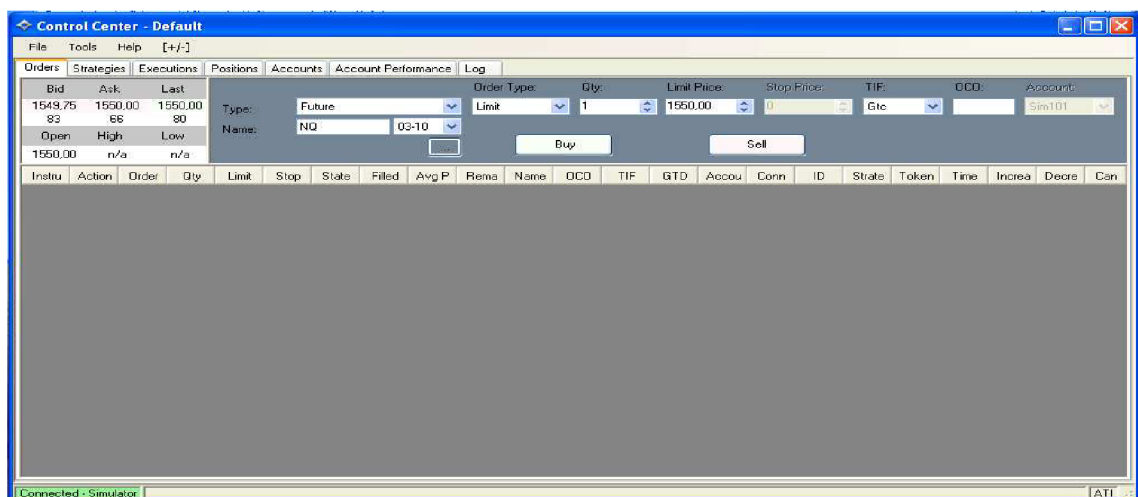 Control Center - Default
File Tools Help [+/-]
Orders Strategies Executions Positions Accounts Account Performance Log
Bid Ask Last Order Type: Qty: Limit Price: Stop Price: TIF: OCO: Account:
1549,75 1550,00 1550,00 Type: Future Limit 1 1550,00 0 Gtc Sim101
83 66 80
Name: NQ 03-10
Open High Low
... Buy Sell
1550,00 n/a n/a
Instru Action Order Qty Limit Stop State Filled Avg P Rema Name OCO TIF GTD Accou Conn ID Strate Token Time Increa Decre Can
Connected - Simulator ATI